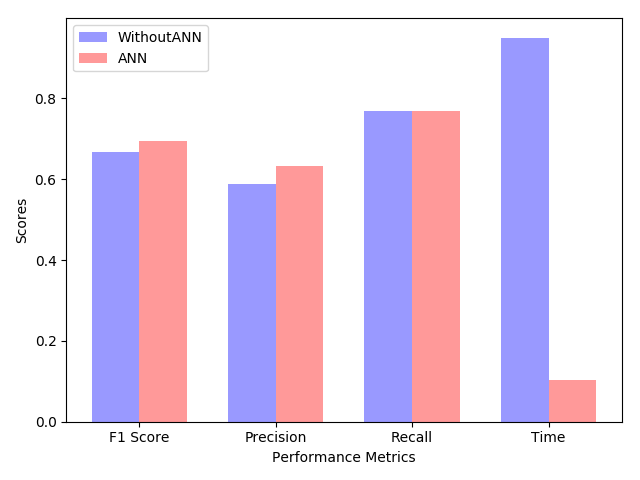 WithoutANN
ANN
Scores
0.8
0.6
0.4
0.2
0.0
F1 Score Precision Recall Time
Performance Metrics